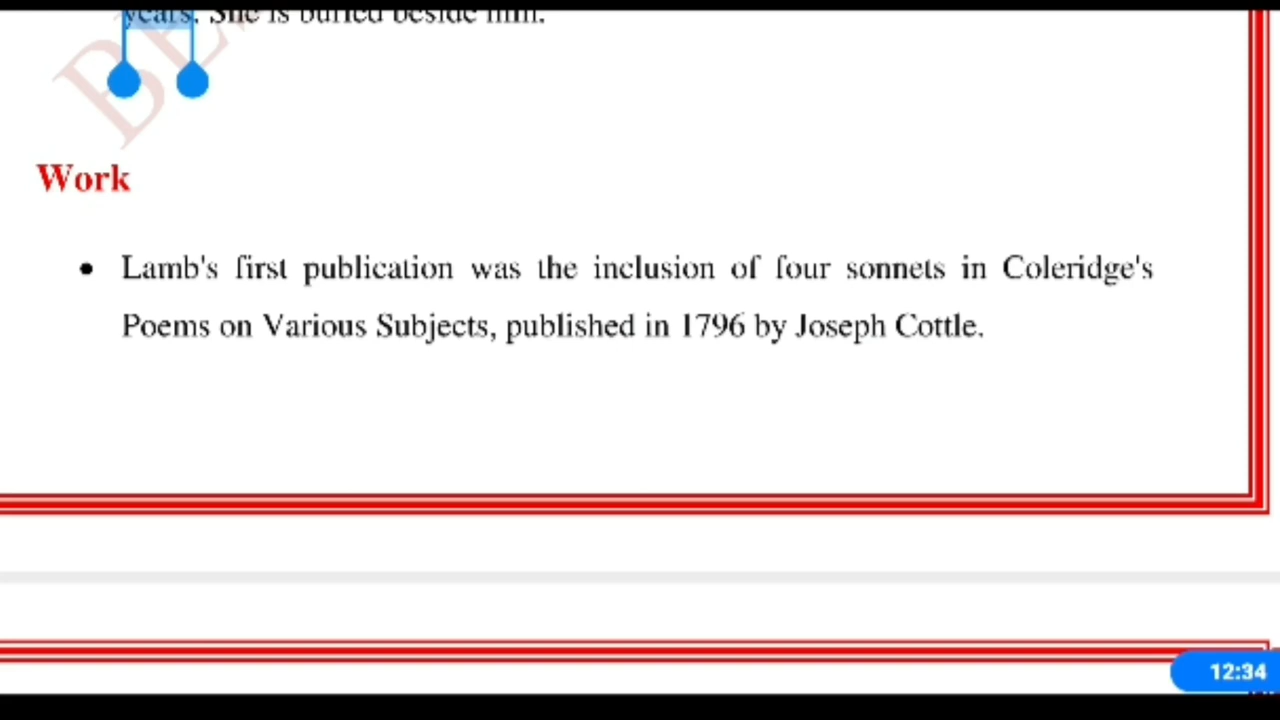 years. She is buried beside him.
BE
Work
• Lamb's first publication was the inclusion of four sonnets in Coleridge's
Poems on Various Subjects, published in 1796 by Joseph Cottle.
12:34